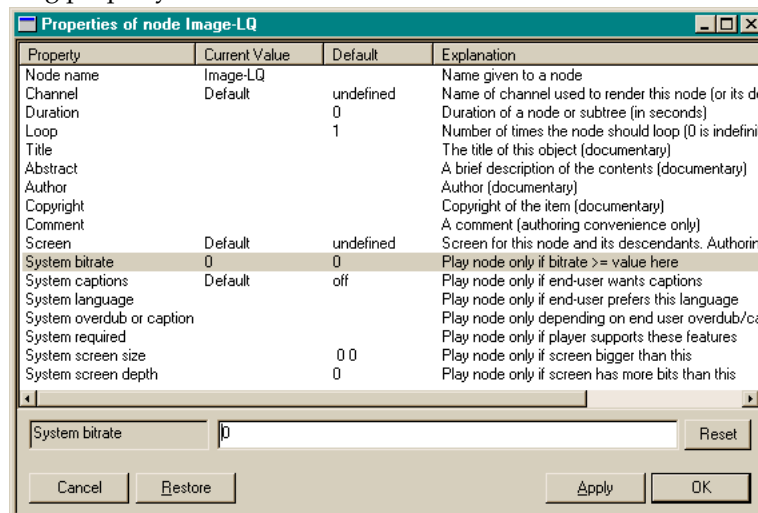 Properties of node Image-LQ
Property Current Value Default Explanation
Node name Image-LQ Name given to a node
Channel Default undefined Name of channel used to render this node (or its
Duration 0 Duration of a node or subtree (in seconds)
Loop 1 Number of times the node should loop (0 is
Title The title of this object (documentary)
Abstract A brief description of the contents (documentary)
Author Author (documentary)
Copyright Copyright of the item (documentary)
Comment A comment (authoring convenience only)
Screen Default undefined Screen for this node and its descendants.
System bitrate 0 0 Play node only if bitrate >= value here
System captions Default off Play node only if end-user wants captions
System language Play node only if end-user prefers this language
System overdub or caption Play node only depending on end user
System required Play node only if player supports these features
System screen size 0 0 Play node only if screen bigger than this
System screen depth 0 Play node only if screen has more bits than this
System bitrate 0 Reset
Cancel Restore Apply OK